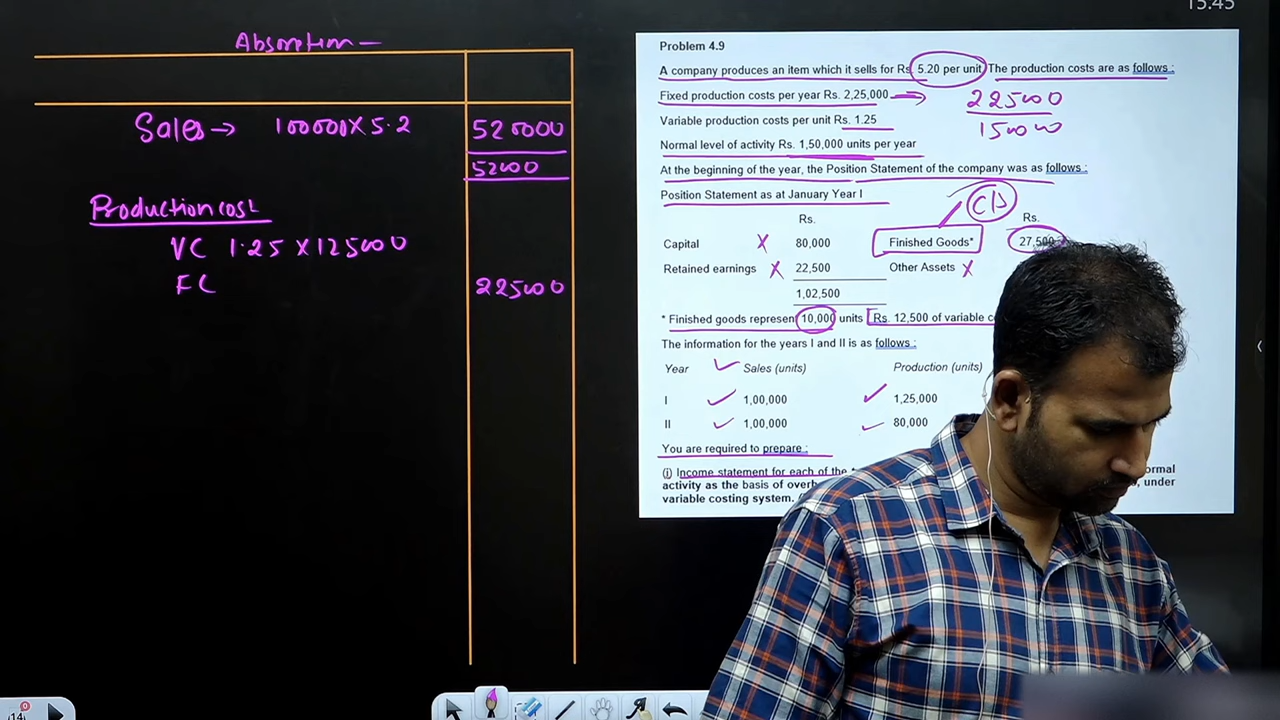 15:45
Absorption —
Sales → 100000 X 5.2 520000
52000
Production cost
VC 1.25 X 125000
FC 225000
Problem 4.9
A company produces an item which it sells for Rs. 5.20 per unit. The production costs are as follows :
Fixed production costs per year Rs. 2,25,000 → 225000
150000
Variable production costs per unit Rs. 1.25
Normal level of activity Rs. 1,50,000 units per year
At the beginning of the year, the Position Statement of the company was as follows :
Position Statement as at January Year I
Rs. Rs.
Capital X 80,000 Finished Goods* 27,500
Retained earnings X 22,500 Other Assets X
1,02,500
* Finished goods represent 10,000 units Rs. 12,500 of variable
The information for the years I and II is as follows :
Year Sales (units) Production (units)
I 1,00,000 1,25,000
II 1,00,000 80,000
You are required to prepare :
(i) Income statement for each of the
activity as the basis of , under
variable costing system.
14